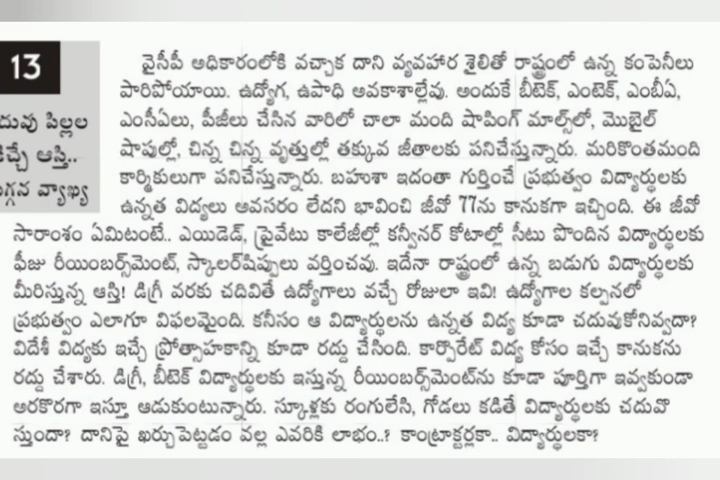 13
దువు పిల్లల
కిచ్చే ఆస్తి..
గ్గన వ్యాఖ్య
వైసీపీ అధికారంలోకి వచ్చాక దాని వ్యవహార శైలితో రాష్ట్రంలో ఉన్న కంపెనీలు
పారిపోయాయి. ఉద్యోగ, ఉపాధి అవకాశాల్లేవు. అందుకే బీటెక్, ఎంటెక్, ఎంబీఏ,
ఎంసీఏలు, పీజీలు చేసిన వారిలో చాలా మంది షాపింగ్ మాల్స్‌లో, మొబైల్
షాపుల్లో, చిన్న చిన్న వృత్తుల్లో తక్కువ జీతాలకు పనిచేస్తున్నారు. మరికొంతమంది
కార్మికులుగా పనిచేస్తున్నారు. బహుశా ఇదంతా గుర్తించే ప్రభుత్వం విద్యార్థులకు
ఉన్నత విద్యలు అవసరం లేదని భావించి జీవో 77ను కానుకగా ఇచ్చింది. ఈ జీవో
సారాంశం ఏమిటంటే.. ఎయిడెడ్, ప్రైవేటు కాలేజీల్లో కన్వీనర్ కోటాల్లో సీటు పొందిన విద్యార్థులకు
ఫీజు రీయింబర్స్‌మెంట్, స్కాలర్‌షిప్పులు వర్తించవు. ఇదేనా రాష్ట్రంలో ఉన్న బడుగు విద్యార్థులకు
మీరిస్తున్న ఆస్తి! డిగ్రీ వరకు చదివితే ఉద్యోగాలు వచ్చే రోజులా ఇవి! ఉద్యోగాల కల్పనలో
ప్రభుత్వం ఎలాగూ విఫలమైంది. కనీసం ఆ విద్యార్థులను ఉన్నత విద్య కూడా చదువుకోనివ్వదా?
విదేశీ విద్యకు ఇచ్చే ప్రోత్సాహకాన్ని కూడా రద్దు చేసింది. కార్పొరేట్ విద్య కోసం ఇచ్చే కానుకను
రద్దు చేశారు. డిగ్రీ, బీటెక్ విద్యార్థులకు ఇస్తున్న రీయింబర్స్‌మెంట్‌ను కూడా పూర్తిగా ఇవ్వకుండా
అరకొరగా ఇస్తూ ఆడుకుంటున్నారు. స్కూళ్లకు రంగులేసి, గోడలు కడితే విద్యార్థులకు చదువొ
స్తుందా? దానిపై ఖర్చుపెట్టడం వల్ల ఎవరికి లాభం..? కాంట్రాక్టర్లకా.. విద్యార్థులకా?